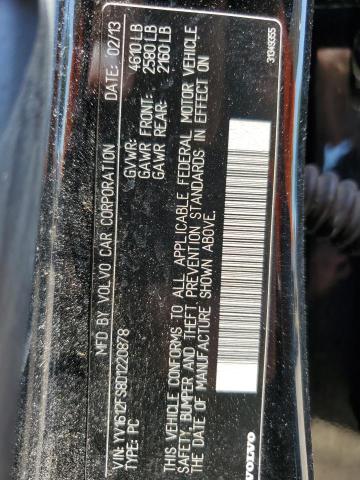 MFD BY VOLVO CAR CORPORATION DATE: 02/13
GVWR: 4610 LB
GAWR FRONT: 2580 LB
GAWR REAR: 2160 LB
VIN: YV1612FS8D1220878
TYPE: PC
THIS VEHICLE CONFORMS TO ALL APPLICABLE FEDERAL MOTOR VEHICLE
SAFETY, BUMPER AND THEFT PREVENTION STANDARDS IN EFFECT ON
THE DATE OF MANUFACTURE SHOWN ABOVE.
VOLVO
31349355